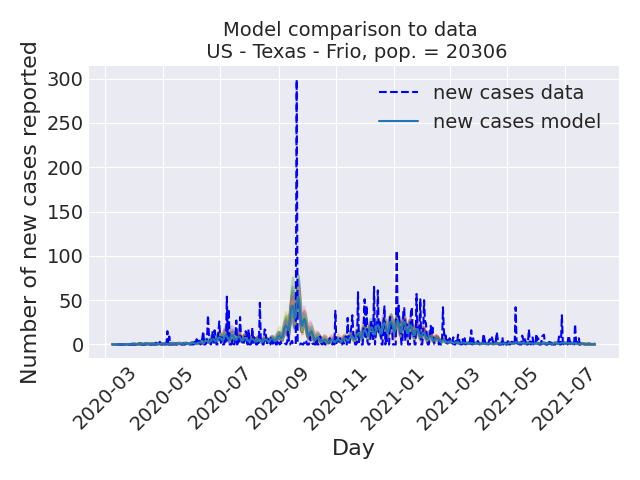 Model comparison to data
US - Texas - Frio, pop. = 20306
Number of new cases reported
300
250
200
150
100
50
0
new cases data
new cases model
2020-03
2020-05
2020-07
2020-09
2020-11
2021-01
2021-03
2021-05
2021-07
Day